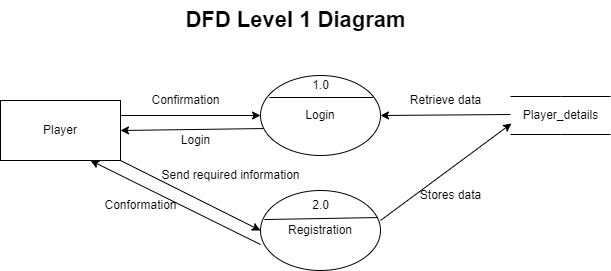 DFD Level 1 Diagram
1.0
Confirmation
Retrieve data
Login
Player_details
Player
Login
Send required information
Stores data
Conformation
2.0
Registration